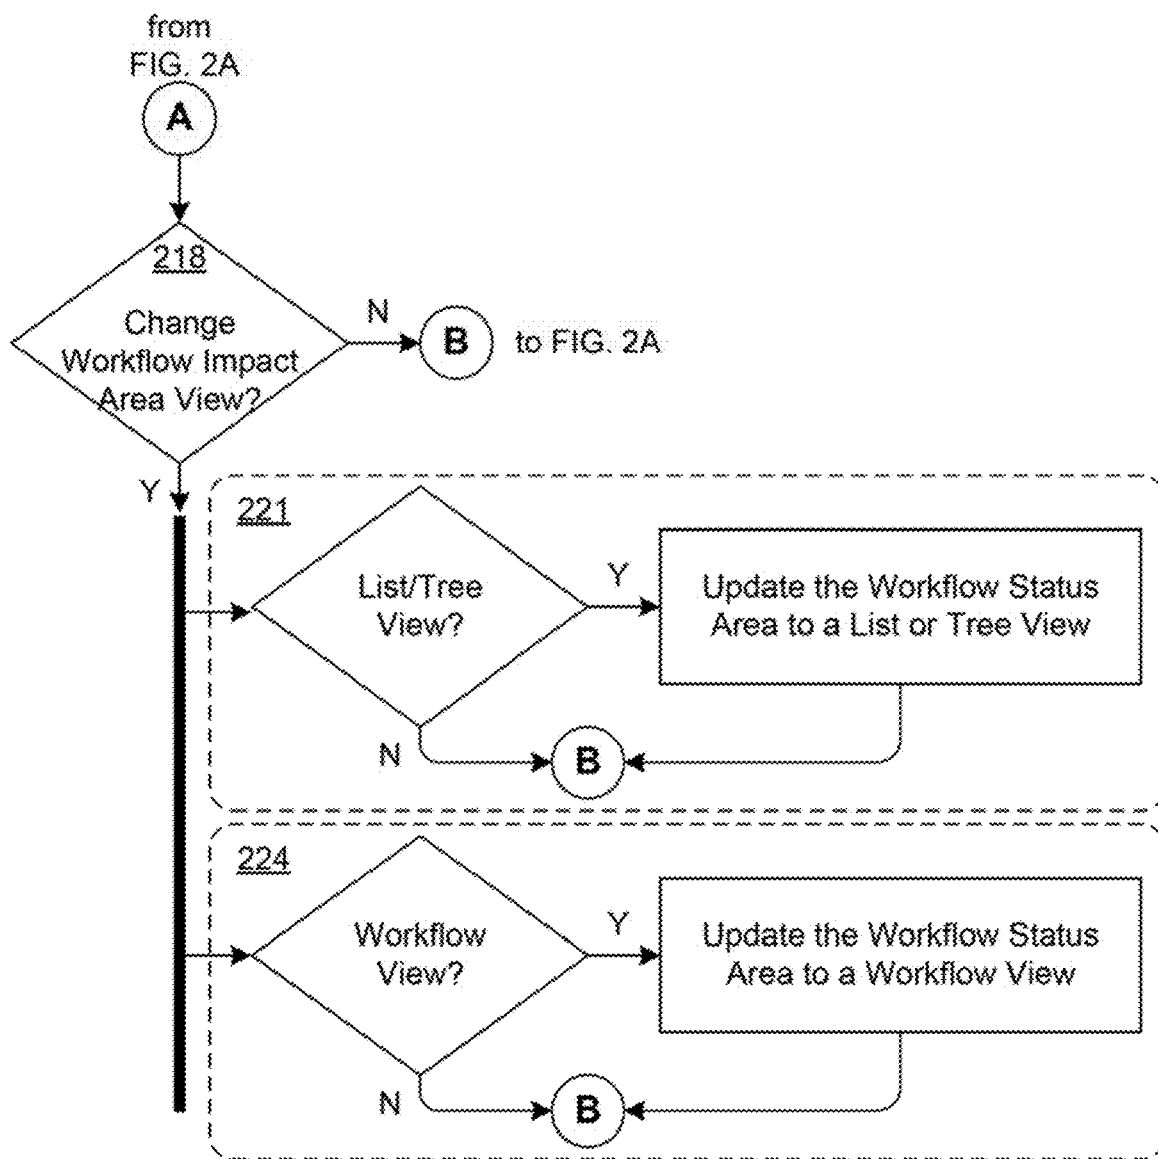 from
FIG. 2A
A
218
Change
Workflow Impact
Area View?
N
B
to FIG. 2A
Y
221
List/Tree
View?
Y
Update the Workflow Status
Area to a List or Tree View
N
B
224
Workflow
View?
Y
Update the Workflow Status
Area to a Workflow View
N
B